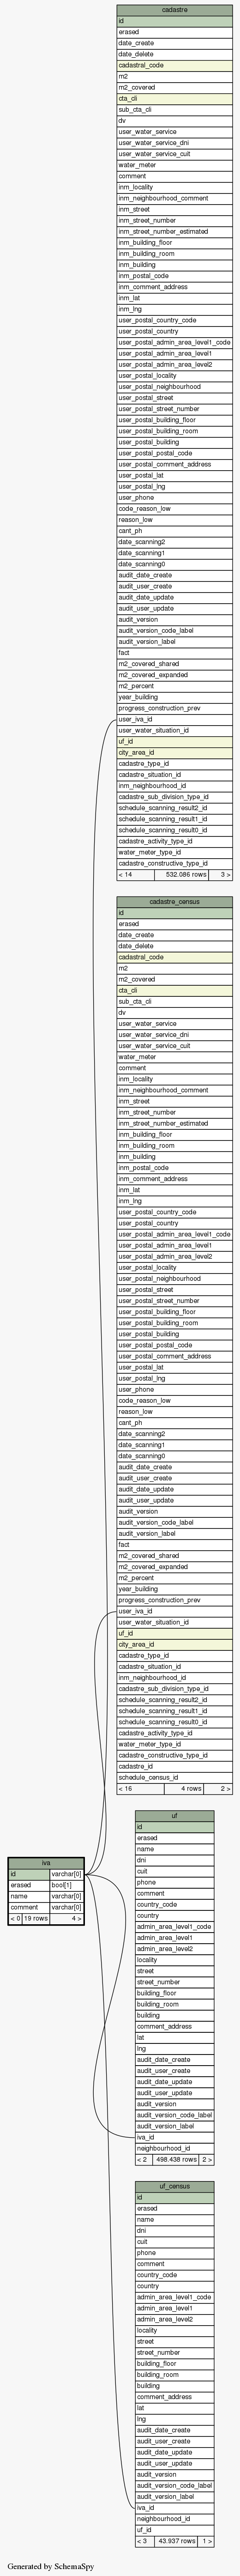 cadastre
id
erased
date_create
date_delete
cadastral_code
m2
m2_covered
cta_cli
sub_cta_cli
dv
user_water_service
user_water_service_dni
user_water_service_cuit
water_meter
comment
inm_locality
inm_neighbourhood_comment
inm_street
inm_street_number
inm_street_number_estimated
inm_building_floor
inm_building_room
inm_building
inm_postal_code
inm_comment_address
inm_lat
inm_lng
user_postal_country_code
user_postal_country
user_postal_admin_area_level1_code
user_postal_admin_area_level1
user_postal_admin_area_level2
user_postal_locality
user_postal_neighbourhood
user_postal_street
user_postal_street_number
user_postal_building_floor
user_postal_building_room
user_postal_building
user_postal_postal_code
user_postal_comment_address
user_postal_lat
user_postal_lng
user_phone
code_reason_low
reason_low
cant_ph
date_scanning2
date_scanning1
date_scanning0
audit_date_create
audit_user_create
audit_date_update
audit_user_update
audit_version
audit_version_code_label
audit_version_label
fact
m2_covered_shared
m2_covered_expanded
m2_percent
year_building
progress_construction_prev
user_iva_id
user_water_situation_id
uf_id
city_area_id
cadastre_type_id
cadastre_situation_id
inm_neighbourhood_id
cadastre_sub_division_type_id
schedule_scanning_result2_id
schedule_scanning_result1_id
schedule_scanning_result0_id
cadastre_activity_type_id
water_meter_type_id
cadastre_constructive_type_id
< 14 532.086 rows 3 >
cadastre_census
id
erased
date_create
date_delete
cadastral_code
m2
m2_covered
cta_cli
sub_cta_cli
dv
user_water_service
user_water_service_dni
user_water_service_cuit
water_meter
comment
inm_locality
inm_neighbourhood_comment
inm_street
inm_street_number
inm_street_number_estimated
inm_building_floor
inm_building_room
inm_building
inm_postal_code
inm_comment_address
inm_lat
inm_lng
user_postal_country_code
user_postal_country
user_postal_admin_area_level1_code
user_postal_admin_area_level1
user_postal_admin_area_level2
user_postal_locality
user_postal_neighbourhood
user_postal_street
user_postal_street_number
user_postal_building_floor
user_postal_building_room
user_postal_building
user_postal_postal_code
user_postal_comment_address
user_postal_lat
user_postal_lng
user_phone
code_reason_low
reason_low
cant_ph
date_scanning2
date_scanning1
date_scanning0
audit_date_create
audit_user_create
audit_date_update
audit_user_update
audit_version
audit_version_code_label
audit_version_label
fact
m2_covered_shared
m2_covered_expanded
m2_percent
year_building
progress_construction_prev
user_iva_id
user_water_situation_id
uf_id
city_area_id
cadastre_type_id
cadastre_situation_id
inm_neighbourhood_id
cadastre_sub_division_type_id
schedule_scanning_result2_id
schedule_scanning_result1_id
schedule_scanning_result0_id
cadastre_activity_type_id
water_meter_type_id
cadastre_constructive_type_id
cadastre_id
schedule_census_id
< 16 4 rows 2 >
iva
id varchar[0]
erased bool[1]
name varchar[0]
comment varchar[0]
< 0 19 rows 4 >
uf
id
erased
name
dni
cuit
phone
comment
country_code
country
admin_area_level1_code
admin_area_level1
admin_area_level2
locality
street
street_number
building_floor
building_room
building
comment_address
lat
lng
audit_date_create
audit_user_create
audit_date_update
audit_user_update
audit_version
audit_version_code_label
audit_version_label
iva_id
neighbourhood_id
< 2 498.438 rows 2 >
uf_census
id
erased
name
dni
cuit
phone
comment
country_code
country
admin_area_level1_code
admin_area_level1
admin_area_level2
locality
street
street_number
building_floor
building_room
building
comment_address
lat
lng
audit_date_create
audit_user_create
audit_date_update
audit_user_update
audit_version
audit_version_code_label
audit_version_label
iva_id
neighbourhood_id
uf_id
< 3 43.937 rows 1 >
Generated by SchemaSpy